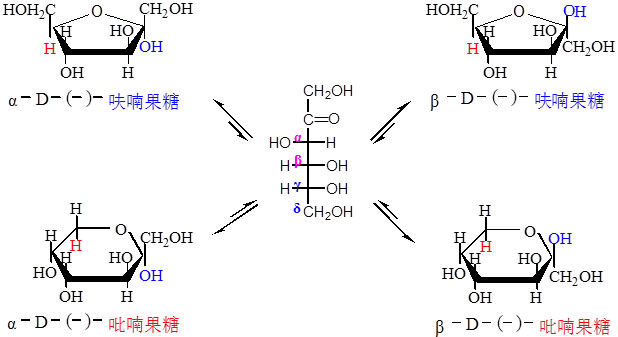 HOH₂C O CH₂OH
H HO
H OH
OH H
α－D－(－)－呋喃果糖
HOH₂C O OH
H HO
H CH₂OH
OH H
β－D－(－)－呋喃果糖
CH₂OH
C=O
HO α H
H β OH
H γ OH
δ CH₂OH
H
O CH₂OH
H H
H HO
HO OH
OH H
α－D－(－)－吡喃果糖
H
O OH
H H
H HO
HO CH₂OH
OH H
β－D－(－)－吡喃果糖